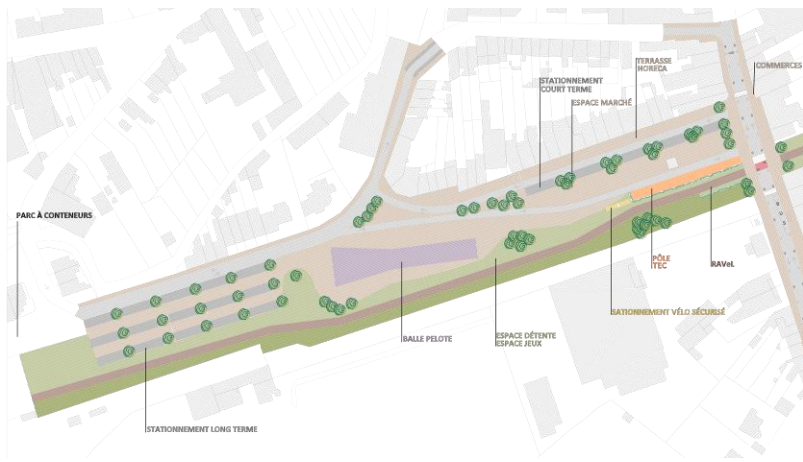 TERRASSE
HORECA
COMMERCES
STATIONNEMENT
COURT TERME
ESPACE MARCHÉ
PARC À CONTENEURS
PÔLE
TEC
RAVeL
SATIONNEMENT VÉLO SÉCURISÉ
BALLE PELOTE
ESPACE DÉTENTE
ESPACE JEUX
STATIONNEMENT LONG TERME